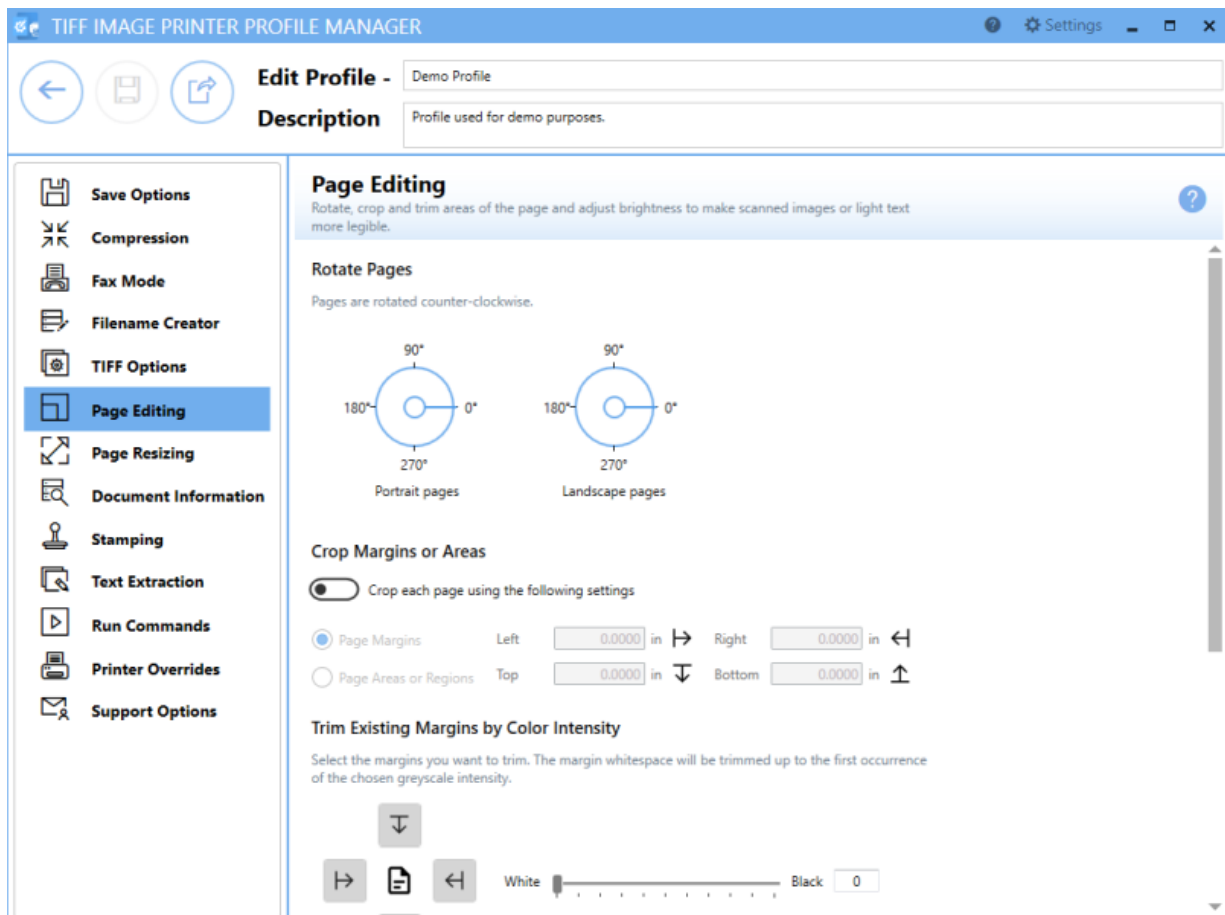 TIFF IMAGE PRINTER PROFILE MANAGER
? Settings
Edit Profile - Demo Profile
Description Profile used for demo purposes.
Save Options
Compression
Fax Mode
Filename Creator
TIFF Options
Page Editing
Page Resizing
Document Information
Stamping
Text Extraction
Run Commands
Printer Overrides
Support Options
Page Editing
Rotate, crop and trim areas of the page and adjust brightness to make scanned images or light text
more legible.
?
Rotate Pages
Pages are rotated counter-clockwise.
90° 90°
180° 0° 180° 0°
270° 270°
Portrait pages Landscape pages
Crop Margins or Areas
Crop each page using the following settings
Page Margins Left 0.0000 in Right 0.0000 in
Page Areas or Regions Top 0.0000 in Bottom 0.0000 in
Trim Existing Margins by Color Intensity
Select the margins you want to trim. The margin whitespace will be trimmed up to the first occurrence
of the chosen greyscale intensity.
White Black 0